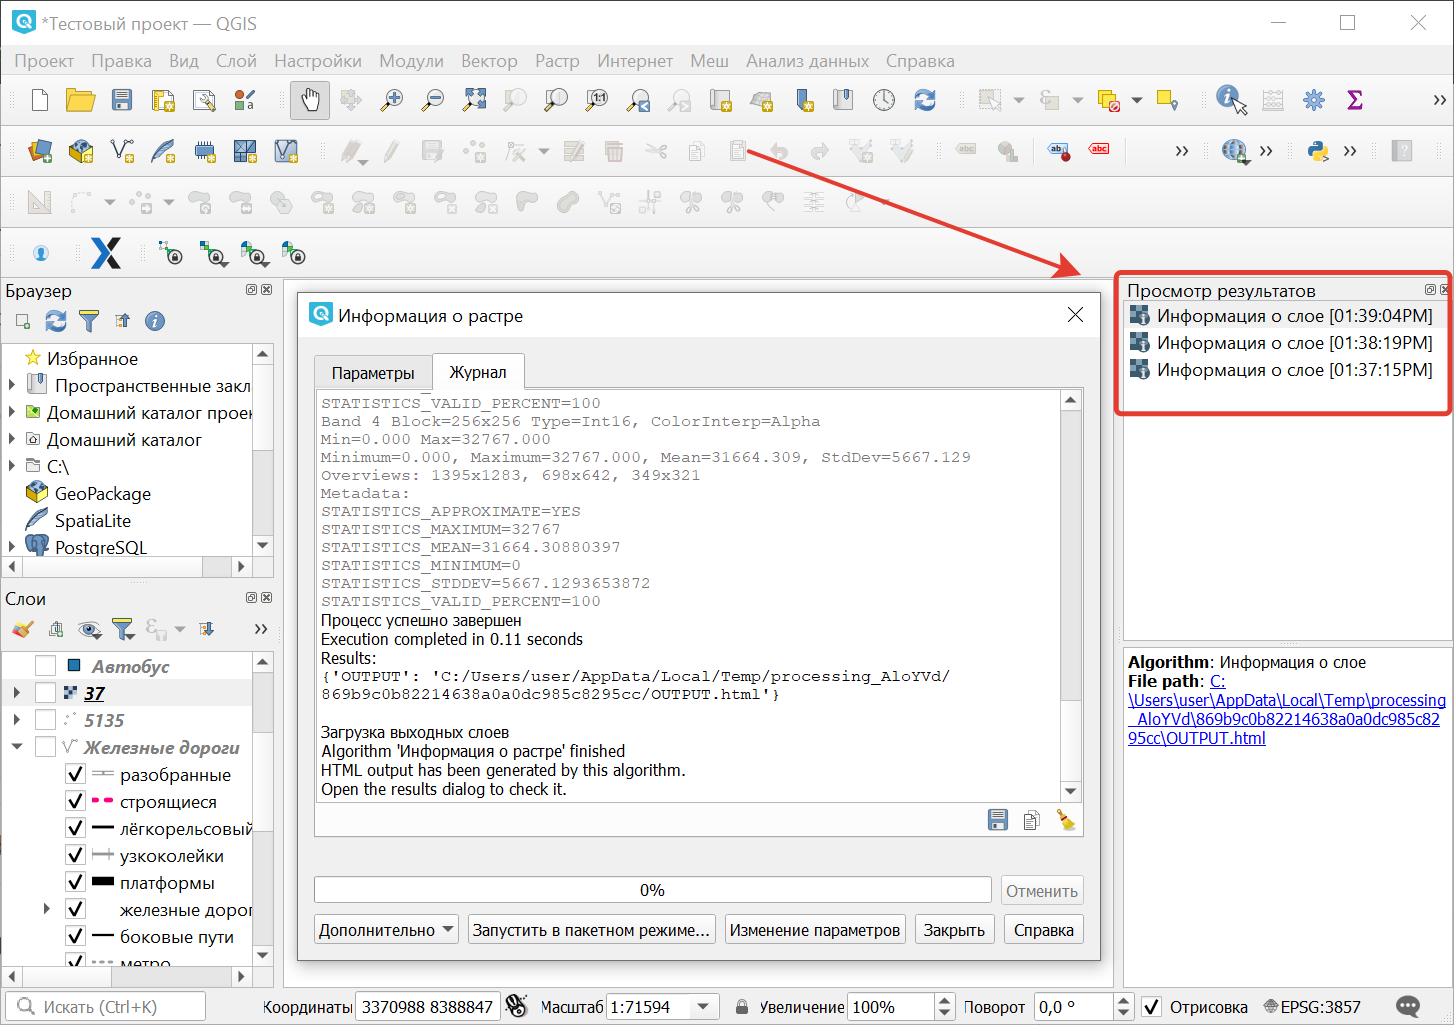 *Тестовый проект — QGIS
Проект Правка Вид Слой Настройки Модули Вектор Растр Интернет Меш Анализ данных Справка
Браузер
Избранное
Пространственные закл
Домашний каталог проек
Домашний каталог
C:\
GeoPackage
SpatiaLite
PostgreSQL
Слои
Автобус
37
5135
Железные дороги
разобранные
строящиеся
лёгкорельсовый
узкоколейки
платформы
железные дорог
боковые пути
метро
Информация о растре
Параметры Журнал
STATISTICS_VALID_PERCENT=100
Band 4 Block=256x256 Type=Int16, ColorInterp=Alpha
Min=0.000 Max=32767.000
Minimum=0.000, Maximum=32767.000, Mean=31664.309, StdDev=5667.129
Overviews: 1395x1283, 698x642, 349x321
Metadata:
STATISTICS_APPROXIMATE=YES
STATISTICS_MAXIMUM=32767
STATISTICS_MEAN=31664.30880397
STATISTICS_MINIMUM=0
STATISTICS_STDDEV=5667.1293653872
STATISTICS_VALID_PERCENT=100
Процесс успешно завершен
Execution completed in 0.11 seconds
Results:
{'OUTPUT': 'C:/Users/user/AppData/Local/Temp/processing_AloYVd/
869b9c0b82214638a0a0dc985c8295cc/OUTPUT.html'}
Загрузка выходных слоев
Algorithm 'Информация о растре' finished
HTML output has been generated by this algorithm.
Open the results dialog to check it.
0%
Отменить
Дополнительно Запустить в пакетном режиме... Изменение параметров Закрыть Справка
Просмотр результатов
Информация о слое [01:39:04PM]
Информация о слое [01:38:19PM]
Информация о слое [01:37:15PM]
Algorithm: Информация о слое
File path: C:
\Users\user\AppData\Local\Temp\processing
_AloYVd\869b9c0b82214638a0a0dc985c82
95cc\OUTPUT.html
Искать (Ctrl+K) Координаты 3370988 8388847 Масштаб 1:71594 Увеличение 100% Поворот 0,0 ° Отрисовка EPSG:3857